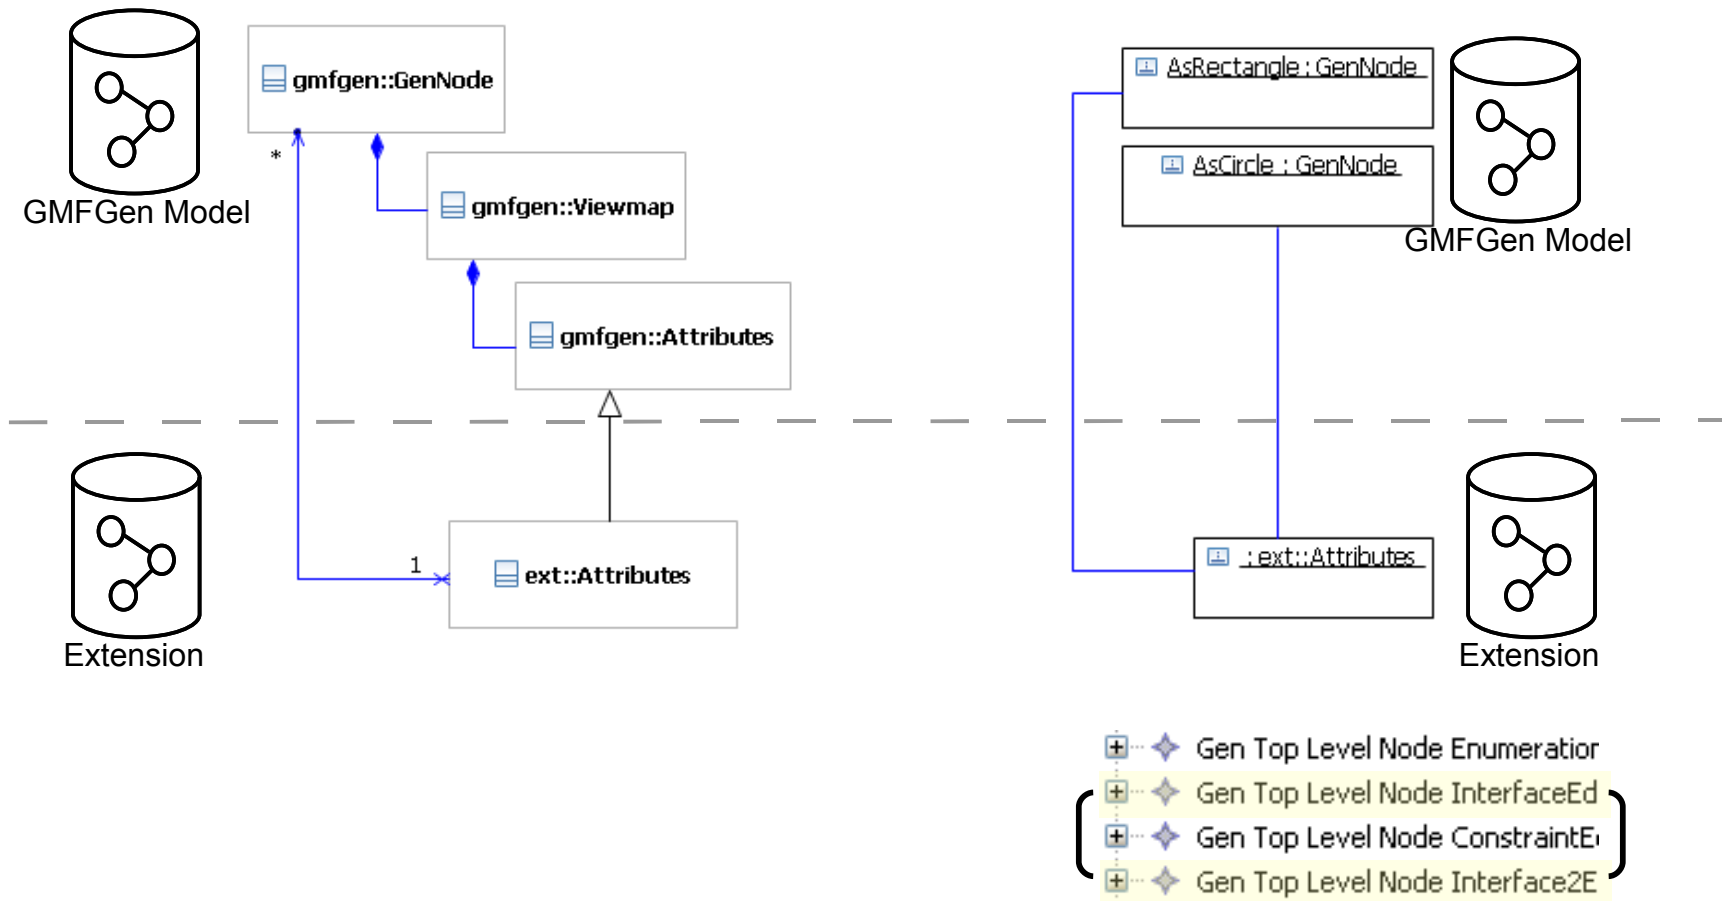 gmfgen::GenNode
*
gmfgen::Viewmap
gmfgen::Attributes
GMFGen Model
1
ext::Attributes
Extension
AsRectangle : GenNode
AsCircle : GenNode
GMFGen Model
: ext::Attributes
Extension
Gen Top Level Node Enumeration
Gen Top Level Node InterfaceEd
Gen Top Level Node ConstraintE
Gen Top Level Node Interface2E